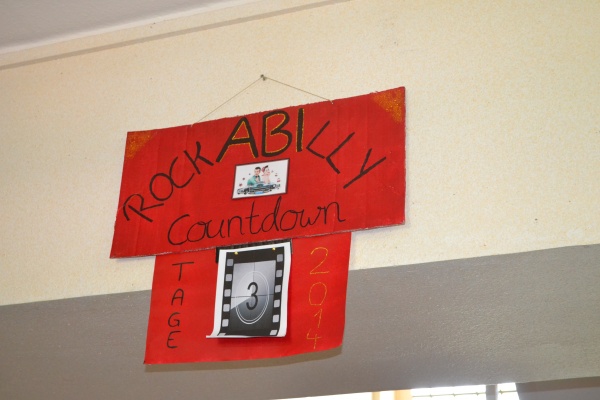 ROCKABILLY
Countdown
TAGE
3
2014